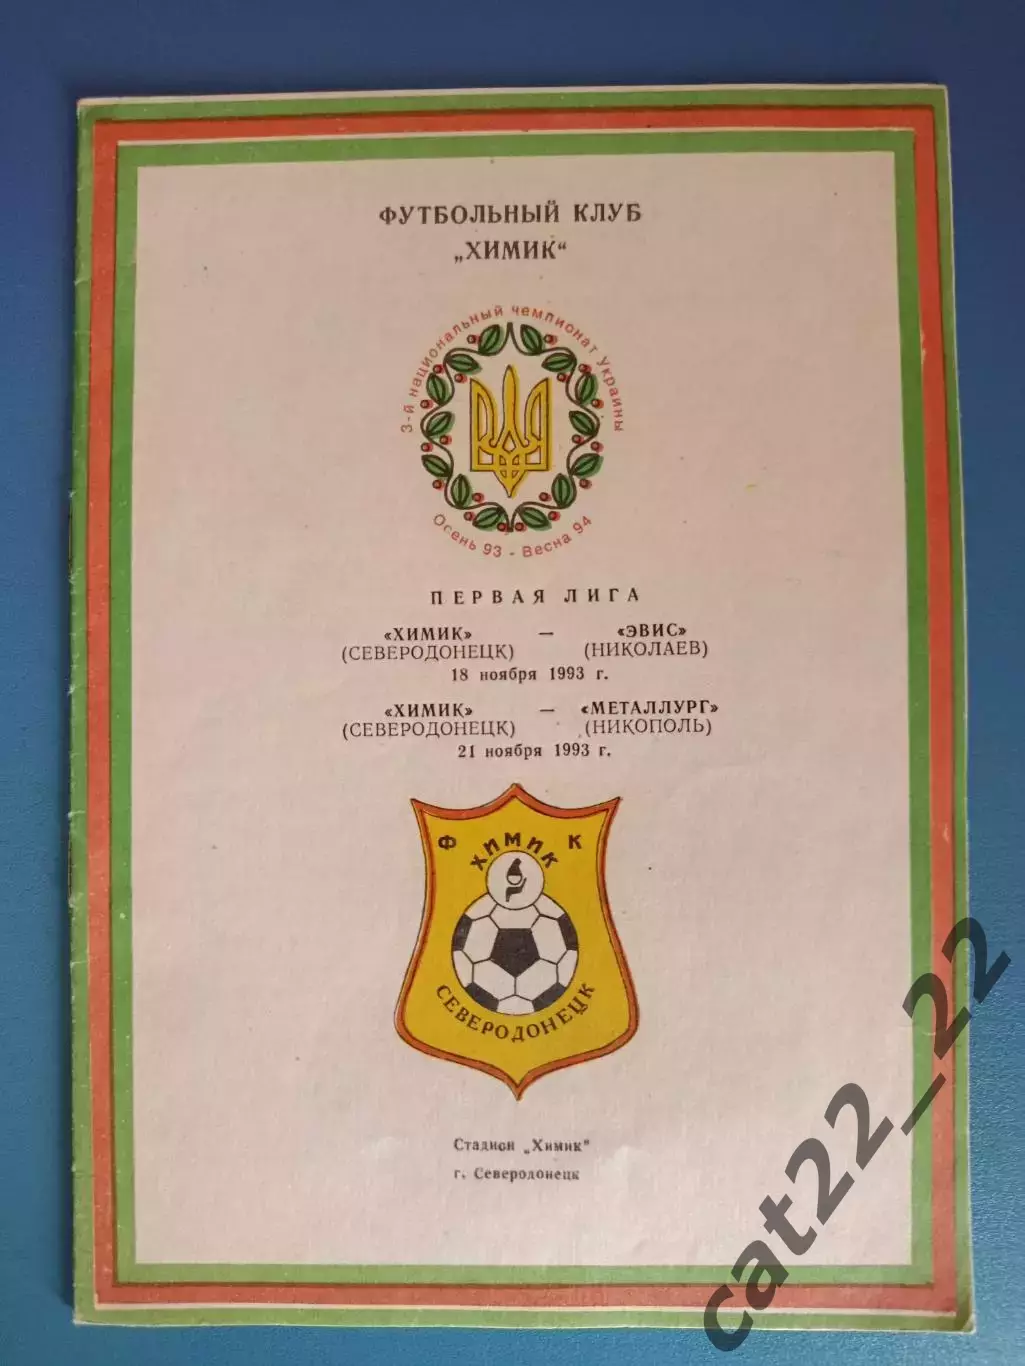 ФУТБОЛЬНЫЙ КЛУБ
„ХИМИК“
3-й национальный чемпионат Украины
Осень 93 - Весна 94
ПЕРВАЯ ЛИГА
«ХИМИК» — «ЭВИС»
(СЕВЕРОДОНЕЦК) (НИКОЛАЕВ)
18 ноября 1993 г.
«ХИМИК» — «МЕТАЛЛУРГ»
(СЕВЕРОДОНЕЦК) (НИКОПОЛЬ)
21 ноября 1993 г.
Ф К
ХИМИК
СЕВЕРОДОНЕЦК
Стадион „Химик“
г. Северодонецк
cat22_22